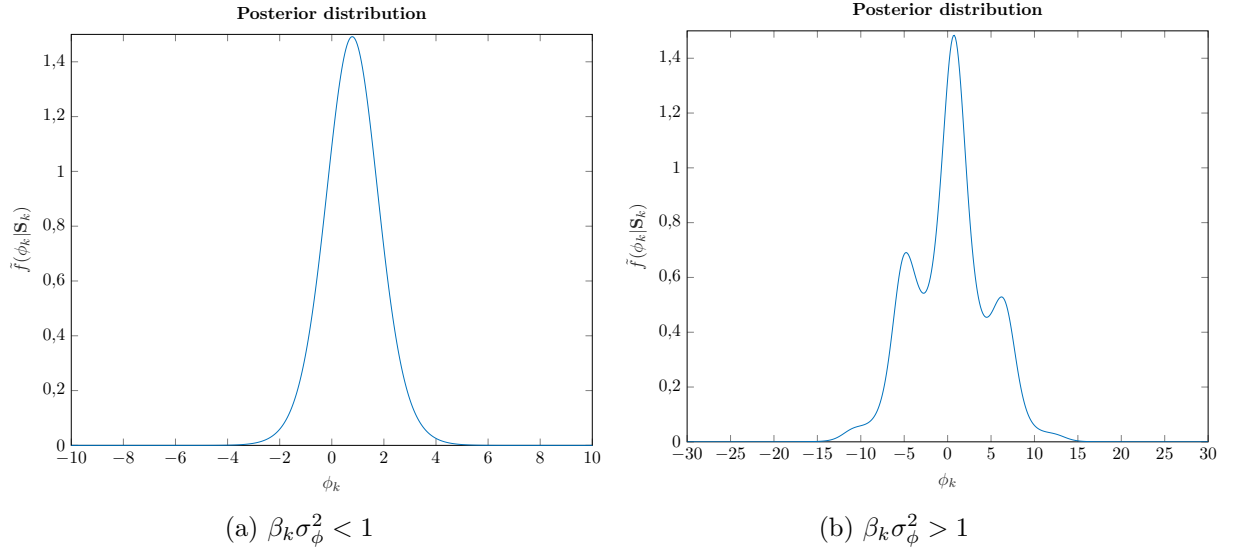 Posterior distribution
1,4
1,2
1
0,8
0,6
0,4
0,2
0
f̃(ϕ_k|S_k)
−10 −8 −6 −4 −2 0 2 4 6 8 10
ϕ_k
(a) β_kσ_ϕ^2 < 1
Posterior distribution
1,4
1,2
1
0,8
0,6
0,4
0,2
0
f̃(ϕ_k|S_k)
−30 −25 −20 −15 −10 −5 0 5 10 15 20 25 30
ϕ_k
(b) β_kσ_ϕ^2 > 1